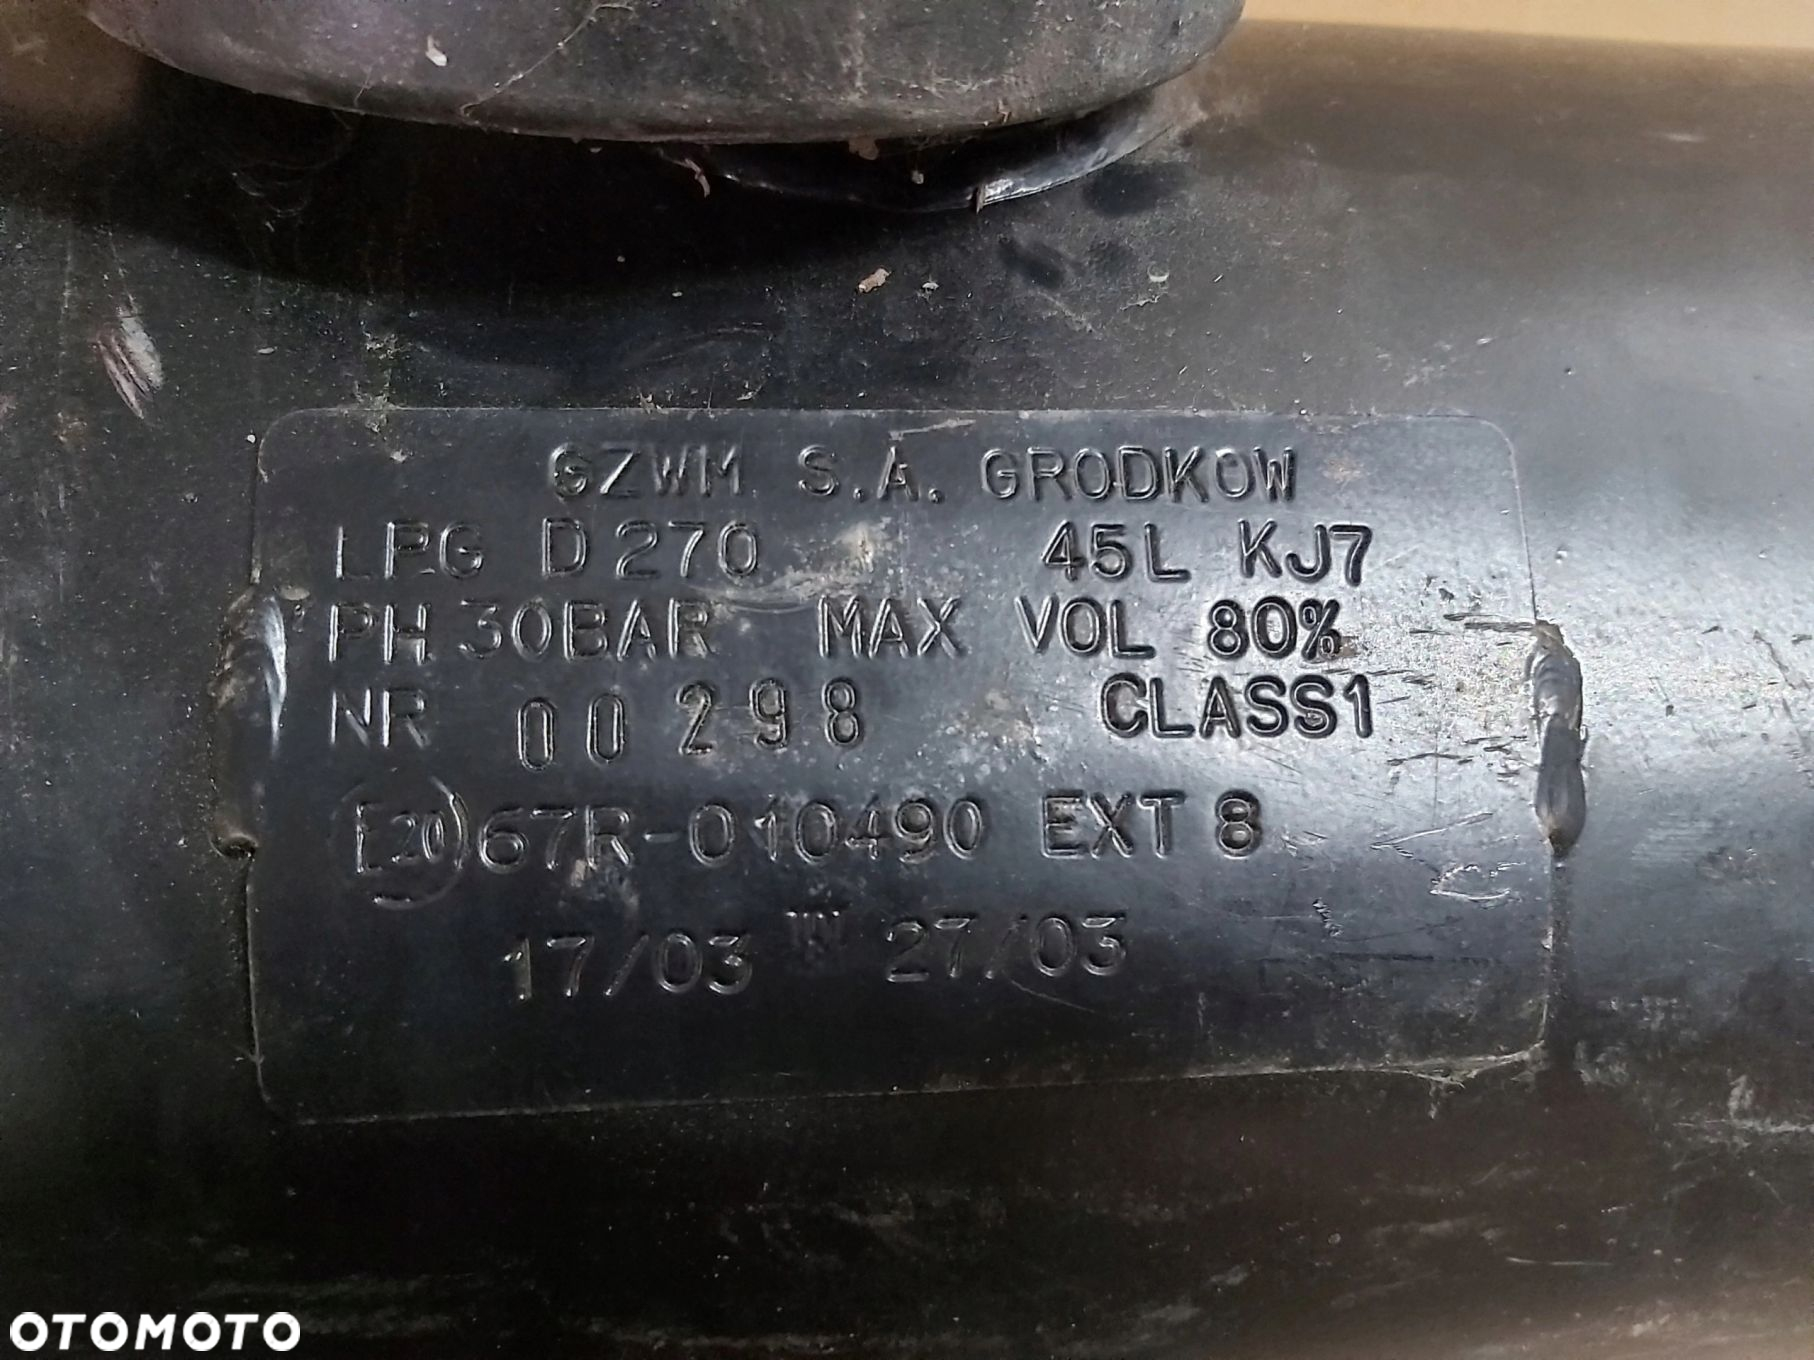 GZWM S.A. GRODKOW
LPG D270 45L KJ7
PH 30BAR MAX VOL 80%
NR 00298 CLASS1
E20 67R-010490 EXT 8
17/03 27/03
OTOMOTO